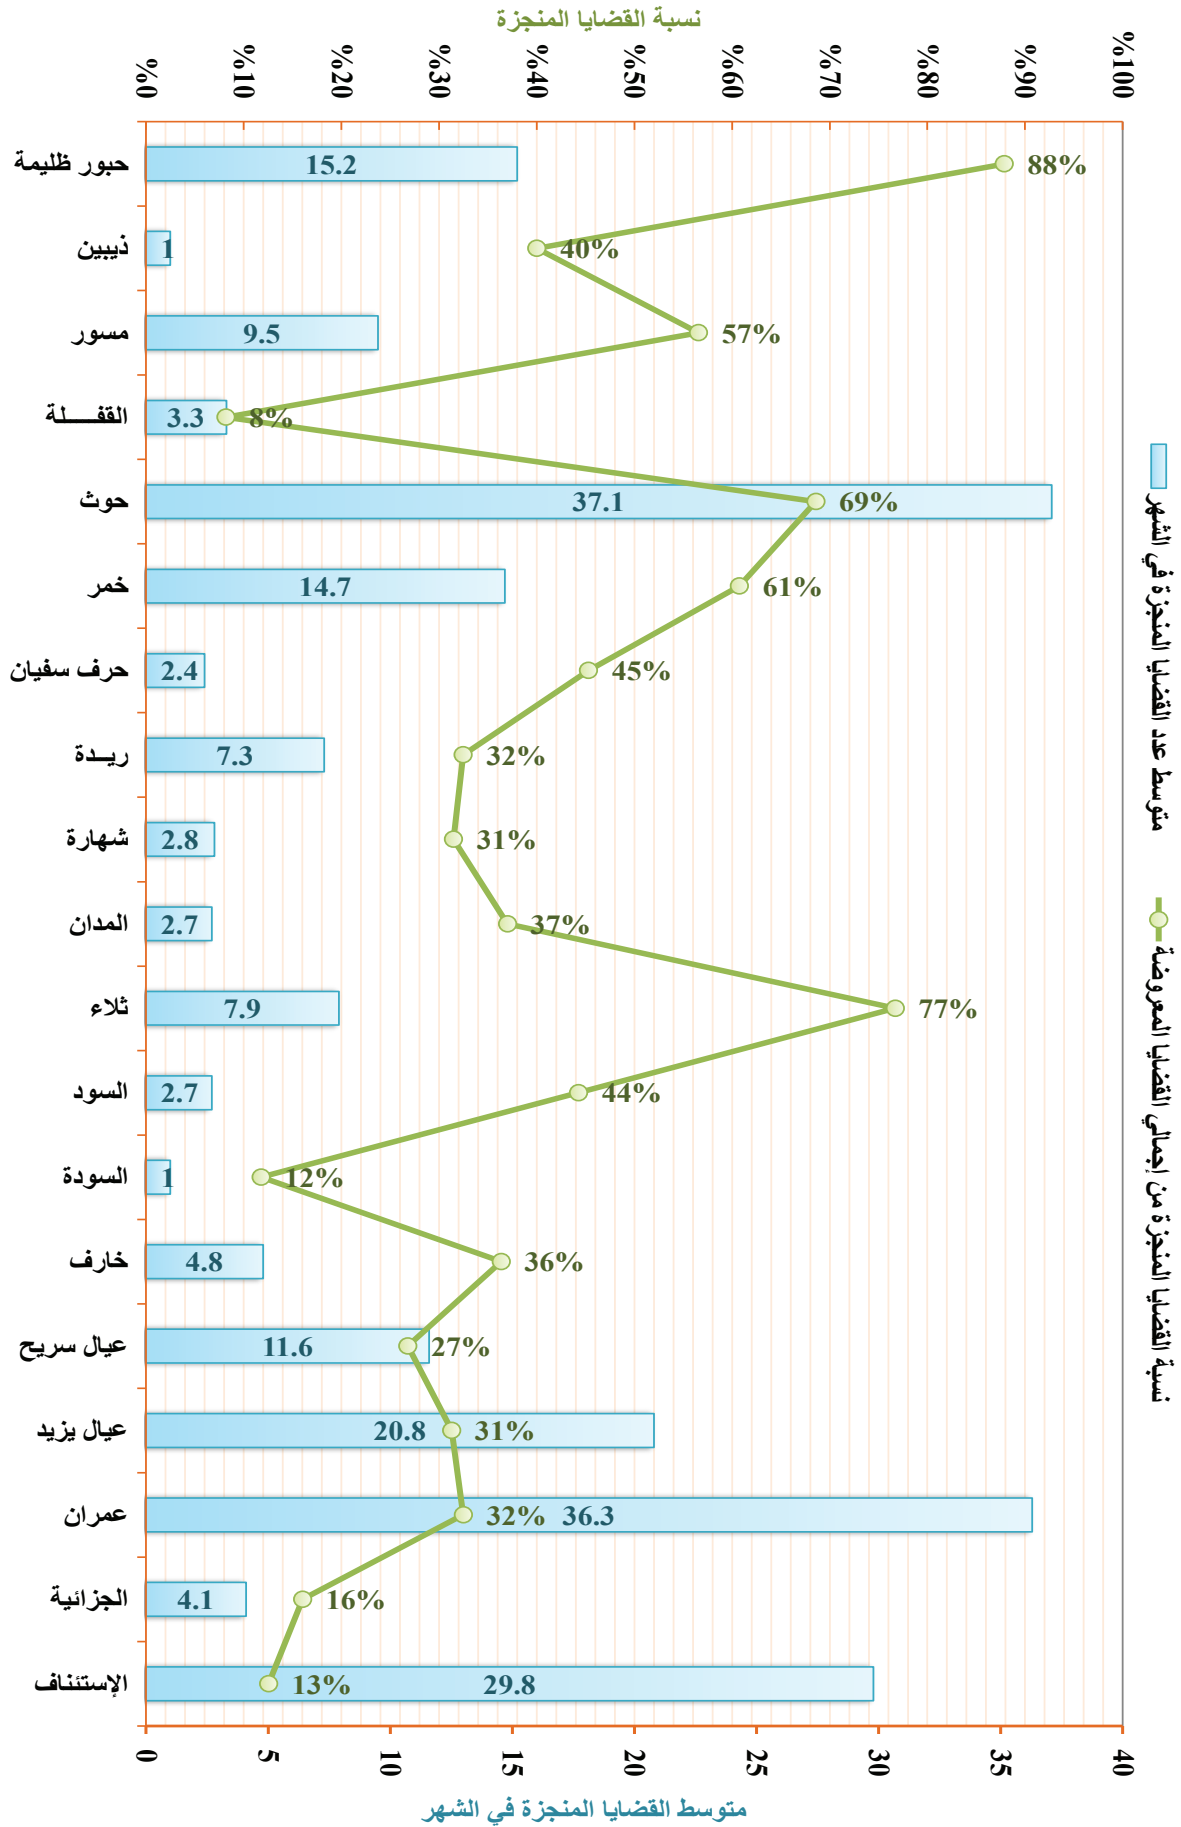 نسبة القضايا المنجزة
%0 %10 %20 %30 %40 %50 %60 %70 %80 %90 %100
حبور ظليمة 15.2 88%
ذيبين 1 40%
مسور 9.5 57%
القفـــــلة 3.3 8%
حوث 37.1 69%
خمر 14.7 61%
حرف سفيان 2.4 45%
ريــدة 7.3 32%
شهارة 2.8 31%
المدان 2.7 37%
ثلاء 7.9 77%
السود 2.7 44%
السودة 1 12%
خارف 4.8 36%
عيال سريح 11.6 27%
عيال يزيد 20.8 31%
عمران 32% 36.3
الجزائية 4.1 16%
الإستئناف 13% 29.8
0 5 10 15 20 25 30 35 40
متوسط القضايا المنجزة في الشهر
متوسط عدد القضايا المنجزة في الشهر
نسبة القضايا المنجزة من إجمالي القضايا المعروضة